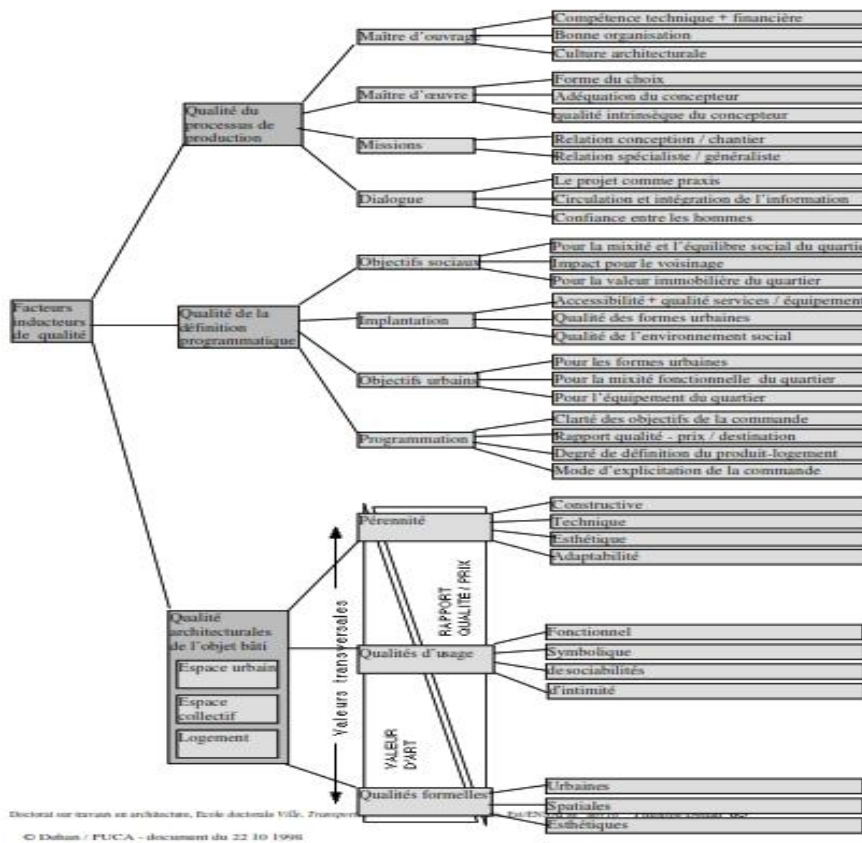 Facteurs
inducteurs
de qualité
Qualité du
processus de
production
Maître d'ouvrage
Compétence technique + financière
Bonne organisation
Culture architecturale
Maître d'œuvre
Forme du choix
Adéquation du concepteur
qualité intrinsèque du concepteur
Missions
Relation conception / chantier
Relation spécialiste / généraliste
Dialogue
Le projet comme praxis
Circulation et intégration de l'information
Confiance entre les hommes
Qualité de la
définition
programmatique
Objectifs sociaux
Pour la mixité et l'équilibre social du quartie
Impact pour le voisinage
Pour la valeur immobilière du quartier
Implantation
Accessibilité + qualité services / équipement
Qualité des formes urbaines
Qualité de l'environnement social
Objectifs urbains
Pour les formes urbaines
Pour la mixité fonctionnelle du quartier
Pour l'équipement du quartier
Programmation
Clarté des objectifs de la commande
Rapport qualité - prix / destination
Degré de définition du produit-logement
Mode d'explicitation de la commande
Qualité
architecturales
de l'objet bâti
Espace urbain
Espace
collectif
Logement
Valeurs transversales
RAPPORT
QUALITE / PRIX
VALEUR
D'ART
Pérennité
Constructive
Technique
Esthétique
Adaptabilité
Qualités d'usage
Fonctionnel
Symbolique
de sociabilités
d'intimité
Qualités formelles
Urbaines
Spatiales
Esthétiques
Doctorat sur travaux en architecture, Ecole doctorale Ville, Transport
© Dehan / PUCA - document du 22 10 1998